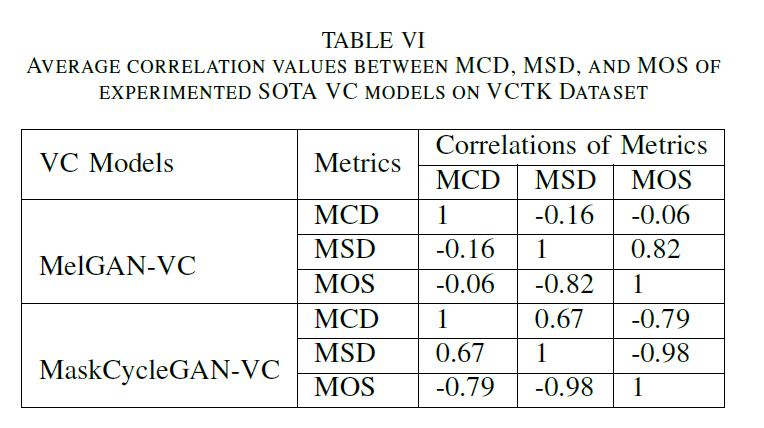 TABLE VI
AVERAGE CORRELATION VALUES BETWEEN MCD, MSD, AND MOS OF
EXPERIMENTED SOTA VC MODELS ON VCTK DATASET
VC Models Metrics Correlations of Metrics
MCD MSD MOS
MelGAN-VC
MCD 1 -0.16 -0.06
MSD -0.16 1 0.82
MOS -0.06 -0.82 1
MaskCycleGAN-VC
MCD 1 0.67 -0.79
MSD 0.67 1 -0.98
MOS -0.79 -0.98 1